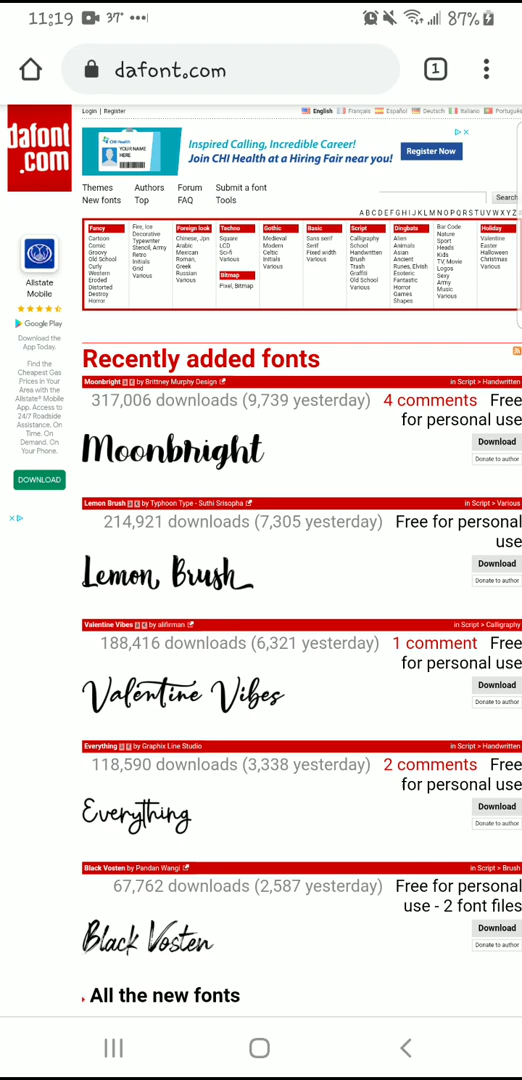 11:19 37° 87%
dafont.com 1
dafont
.com
Login | Register
English Français Español Deutsch Italiano Português
CHI Health
YOUR NAME
HERE
Inspired Calling, Incredible Career!
Join CHI Health at a Hiring Fair near you!
Register Now
Themes Authors Forum Submit a font
New fonts Top FAQ Tools
Search
A B C D E F G H I J K L M N O P Q R S T U V W X Y Z
Fancy
Cartoon
Comic
Groovy
Old School
Curly
Western
Eroded
Distorted
Destroy
Horror
Fire, Ice
Decorative
Typewriter
Stencil, Army
Retro
Initials
Grid
Various
Foreign look
Chinese, Jpn
Arabic
Mexican
Roman, Greek
Russian
Various
Techno
Square
LCD
Sci-fi
Various
Bitmap
Pixel, Bitmap
Gothic
Medieval
Modern
Celtic
Initials
Various
Basic
Sans serif
Serif
Fixed width
Various
Script
Calligraphy
School
Handwritten
Brush
Trash
Graffiti
Old School
Various
Dingbats
Alien
Animals
Asian
Ancient
Runes, Elvish
Esoteric
Fantastic
Horror
Games
Shapes
Bar Code
Nature
Sport
Heads
Kids
TV, Movie
Logos
Sexy
Army
Music
Various
Holiday
Valentine
Easter
Halloween
Christmas
Various
Allstate
Mobile
Google Play
Download the
App Today.
Find the
Cheapest Gas
Prices in Your
Area with the
Allstate® Mobile
App. Access to
24/7 Roadside
Assistance, On
Time. On
Demand. On
Your Phone.
DOWNLOAD
Recently added fonts
Moonbright by Brittney Murphy Design in Script > Handwritten
317,006 downloads (9,739 yesterday) 4 comments Free
for personal use
Moonbright
Download
Donate to author
Lemon Brush by Typhoon Type - Suthi Srisopha in Script > Various
214,921 downloads (7,305 yesterday) Free for personal
use
Lemon Brush
Download
Donate to author
Valentine Vibes by alifirman in Script > Calligraphy
188,416 downloads (6,321 yesterday) 1 comment Free
for personal use
Valentine Vibes
Download
Donate to author
Everything by Graphix Line Studio in Script > Handwritten
118,590 downloads (3,338 yesterday) 2 comments Free
for personal use
Everything
Download
Donate to author
Black Vosten by Pandan Wangi in Script > Brush
67,762 downloads (2,587 yesterday) Free for personal
use - 2 font files
Black Vosten
Download
Donate to author
All the new fonts